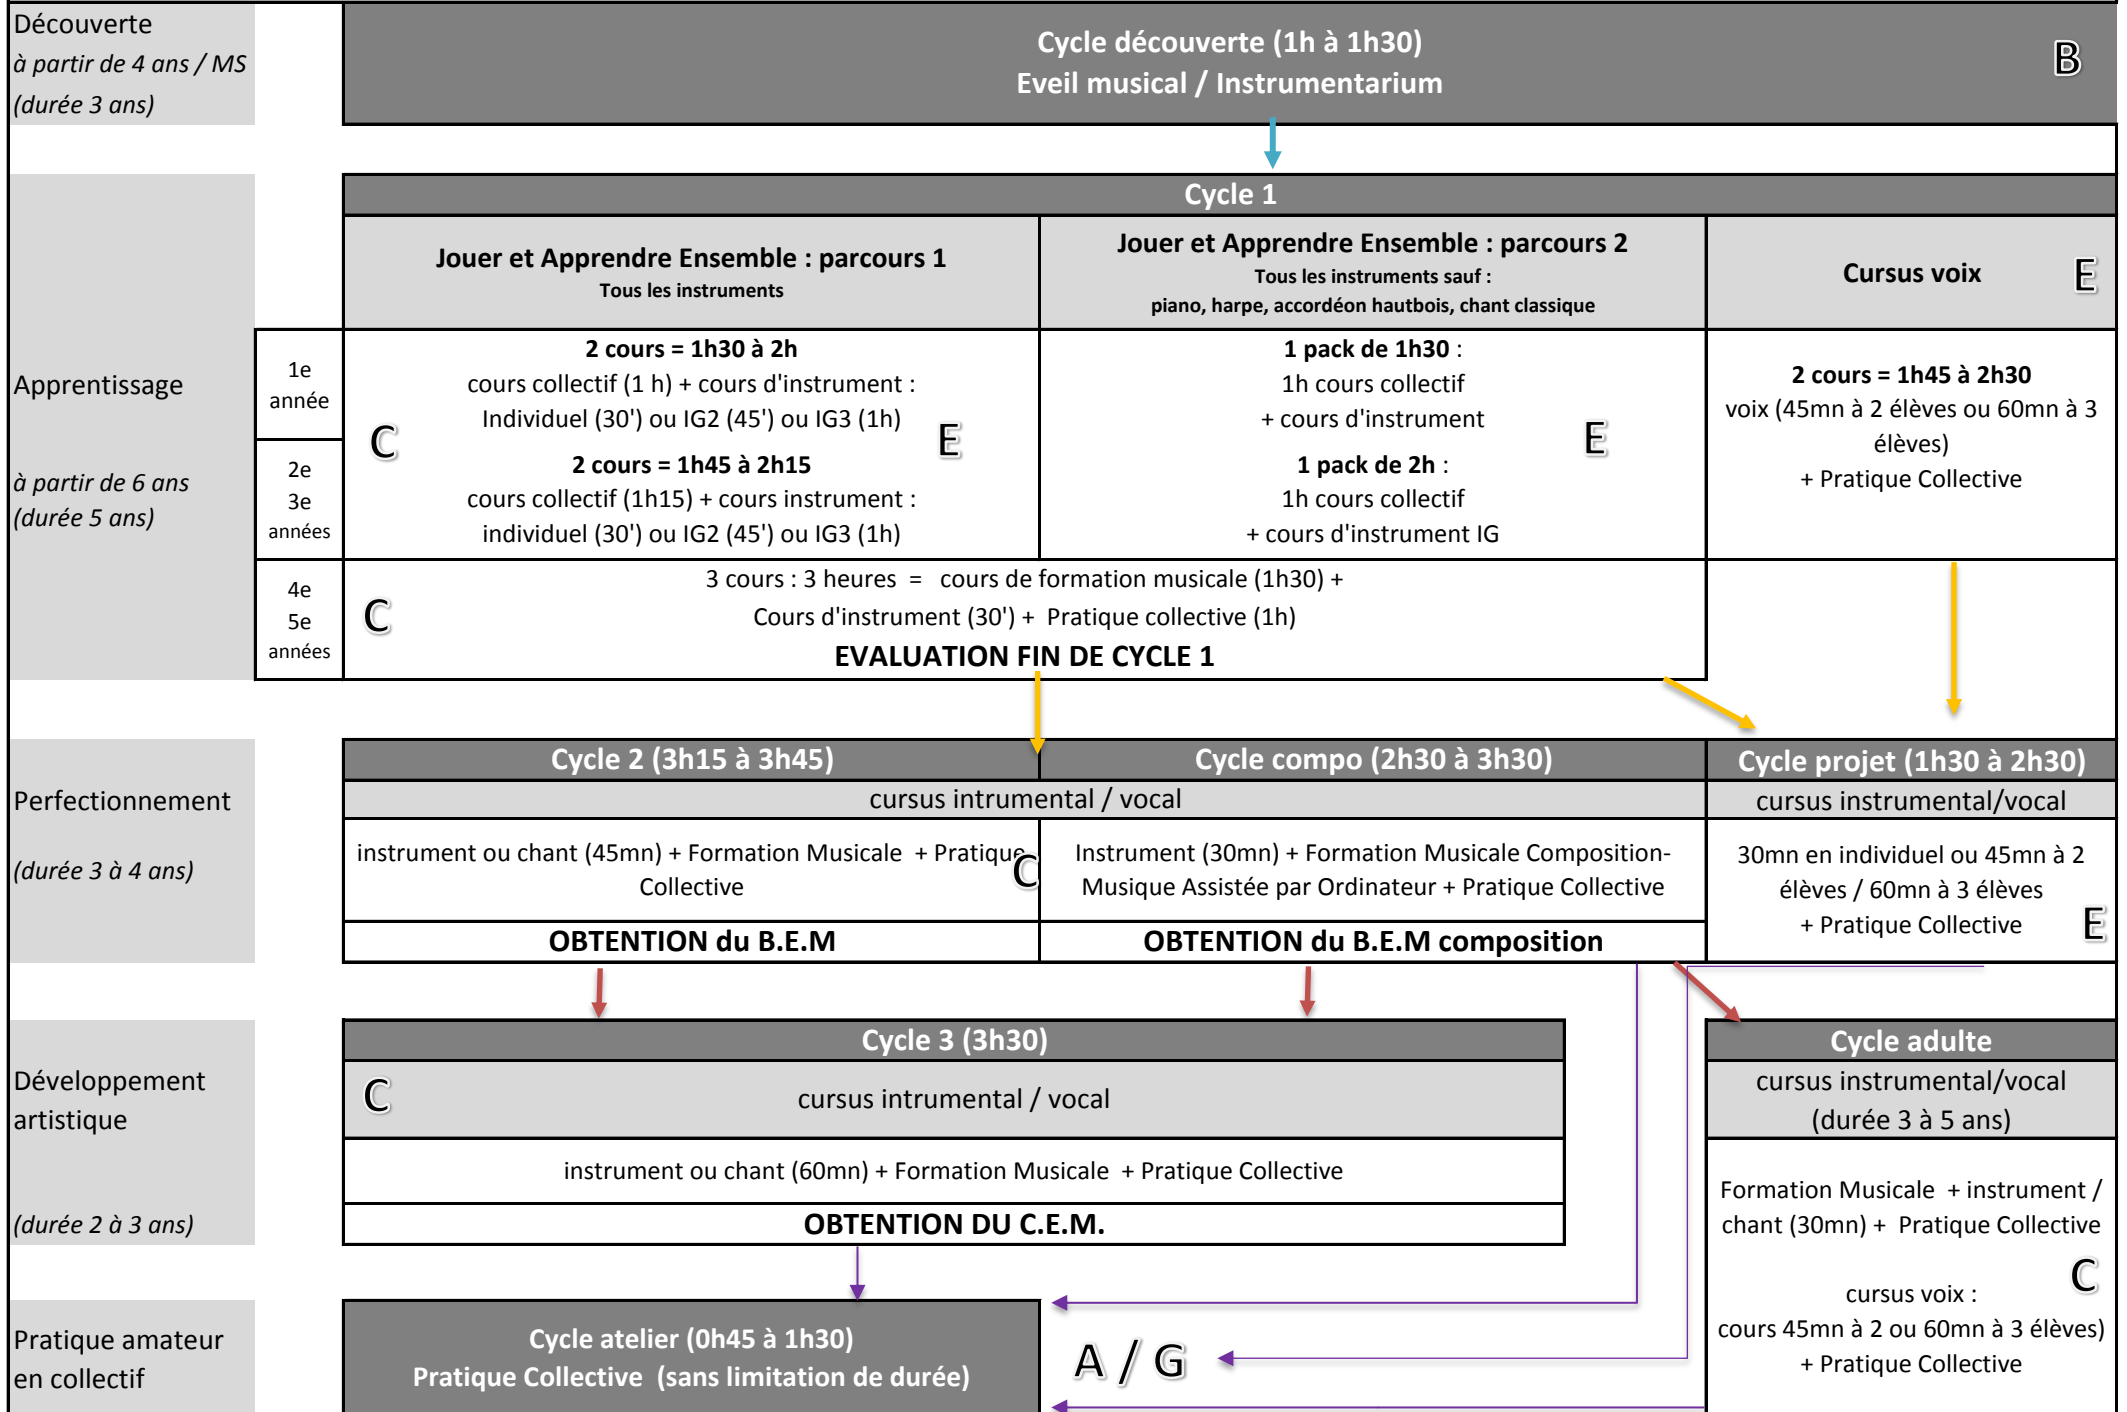 Découverte
à partir de 4 ans / MS
(durée 3 ans)
Cycle découverte (1h à 1h30)
Eveil musical / Instrumentarium
B
Cycle 1
Jouer et Apprendre Ensemble : parcours 1
Tous les instruments
Jouer et Apprendre Ensemble : parcours 2
Tous les instruments sauf :
piano, harpe, accordéon hautbois, chant classique
Cursus voix
E
Apprentissage
à partir de 6 ans
(durée 5 ans)
1e
année
2 cours = 1h30 à 2h
cours collectif (1 h) + cours d'instrument :
Individuel (30') ou IG2 (45') ou IG3 (1h)
C
E
2e
3e
années
2 cours = 1h45 à 2h15
cours collectif (1h15) + cours instrument :
individuel (30') ou IG2 (45') ou IG3 (1h)
1 pack de 1h30 :
1h cours collectif
+ cours d'instrument
E
1 pack de 2h :
1h cours collectif
+ cours d'instrument IG
2 cours = 1h45 à 2h30
voix (45mn à 2 élèves ou 60mn à 3
élèves)
+ Pratique Collective
4e
5e
années
C
3 cours : 3 heures = cours de formation musicale (1h30) +
Cours d'instrument (30') + Pratique collective (1h)
EVALUATION FIN DE CYCLE 1
Perfectionnement
(durée 3 à 4 ans)
Cycle 2 (3h15 à 3h45)
Cycle compo (2h30 à 3h30)
Cycle projet (1h30 à 2h30)
cursus intrumental / vocal
cursus instrumental/vocal
instrument ou chant (45mn) + Formation Musicale + Pratique
Collective
C
Instrument (30mn) + Formation Musicale Composition-
Musique Assistée par Ordinateur + Pratique Collective
30mn en individuel ou 45mn à 2
élèves / 60mn à 3 élèves
+ Pratique Collective
E
OBTENTION du B.E.M
OBTENTION du B.E.M composition
Développement
artistique
(durée 2 à 3 ans)
Cycle 3 (3h30)
C
cursus intrumental / vocal
instrument ou chant (60mn) + Formation Musicale + Pratique Collective
OBTENTION DU C.E.M.
Cycle adulte
cursus instrumental/vocal
(durée 3 à 5 ans)
Formation Musicale + instrument /
chant (30mn) + Pratique Collective
C
cursus voix :
cours 45mn à 2 ou 60mn à 3 élèves)
+ Pratique Collective
Pratique amateur
en collectif
Cycle atelier (0h45 à 1h30)
Pratique Collective (sans limitation de durée)
A / G